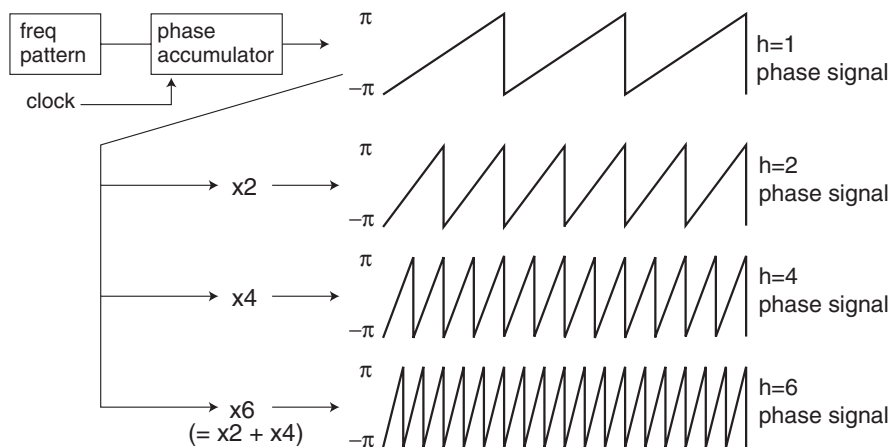 freq
pattern
phase
accumulator
clock
π
−π
h=1
phase signal
x2
π
−π
h=2
phase signal
x4
π
−π
h=4
phase signal
x6
(= x2 + x4)
π
−π
h=6
phase signal